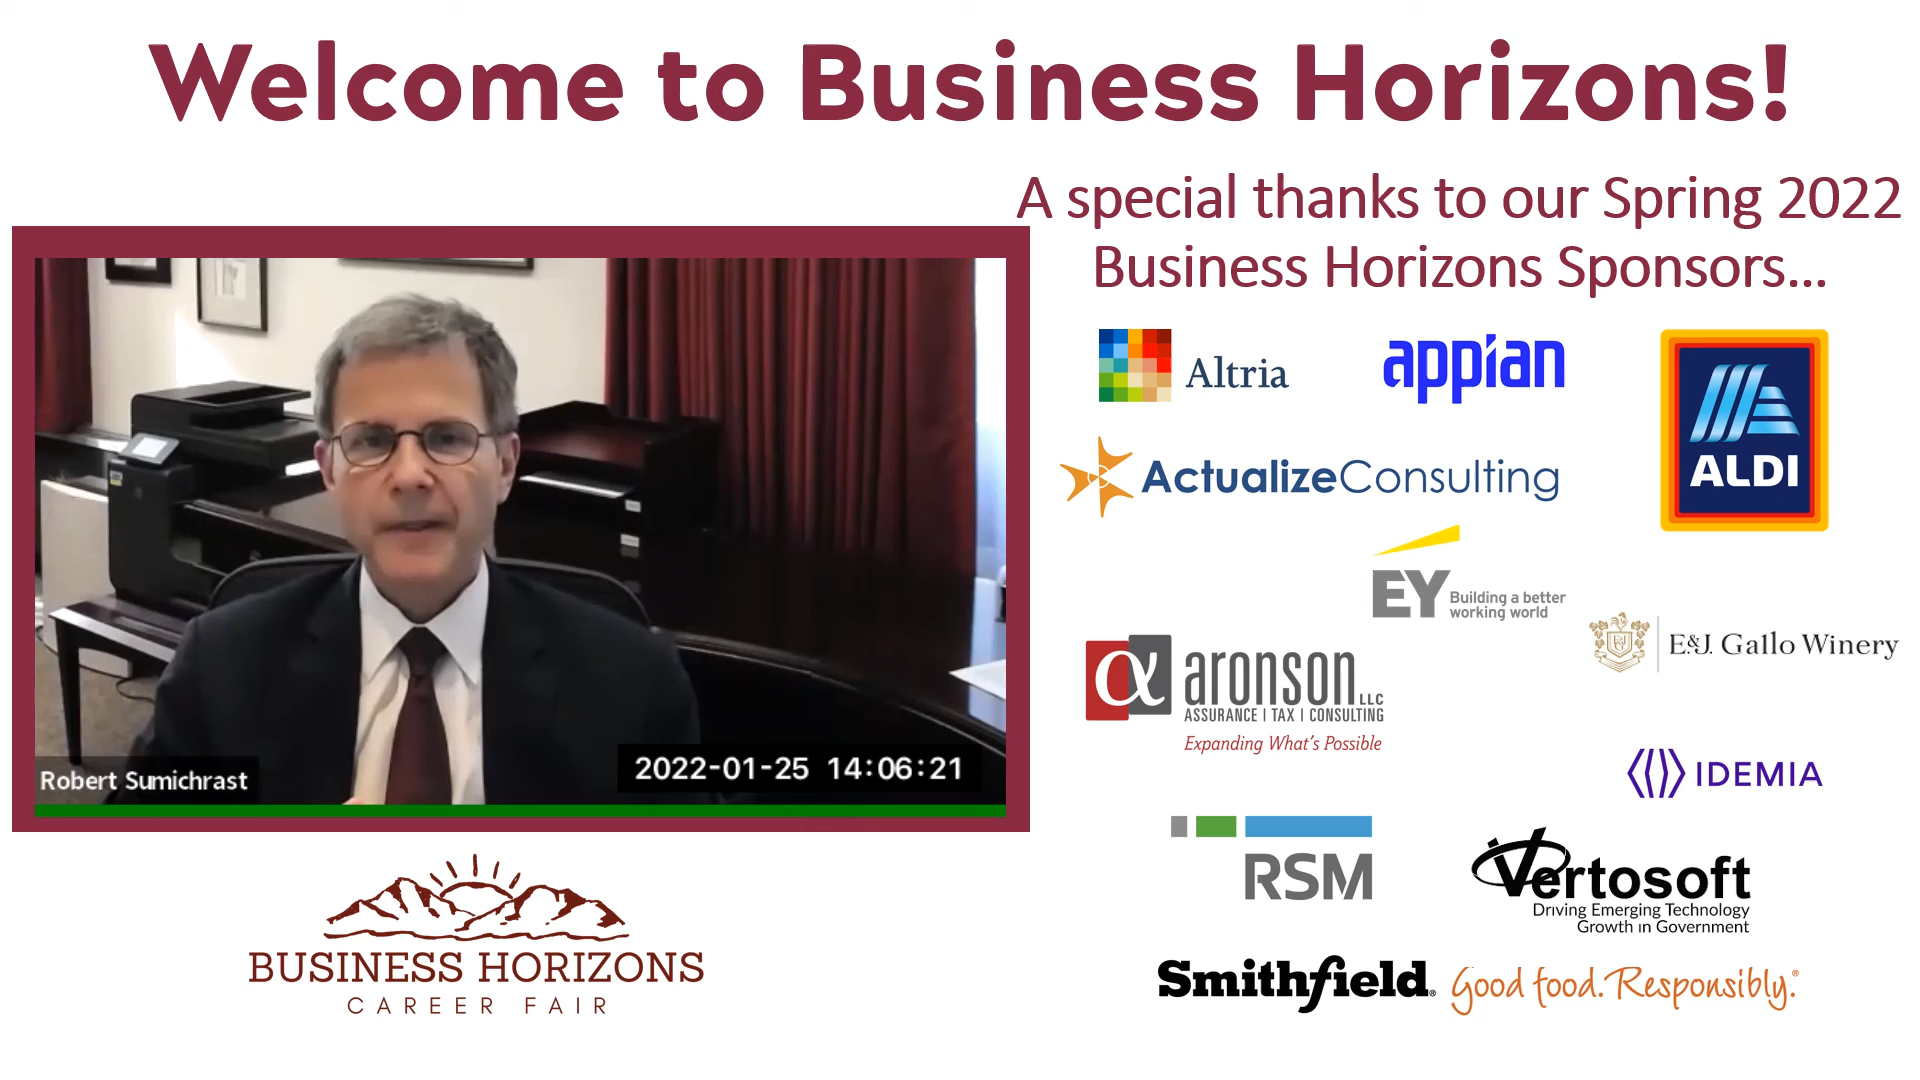 Welcome to Business Horizons!
A special thanks to our Spring 2022
Business Horizons Sponsors...
Altria
appian
ALDI
ActualizeConsulting
EY
Building a better
working world
E&J. Gallo Winery
α aronson LLC
ASSURANCE | TAX | CONSULTING
Expanding What's Possible
IDEMIA
Robert Sumichrast
2022-01-25 14:06:21
RSM
Vertosoft
Driving Emerging Technology
Growth in Government
BUSINESS HORIZONS
CAREER FAIR
Smithfield® Good food. Responsibly.®